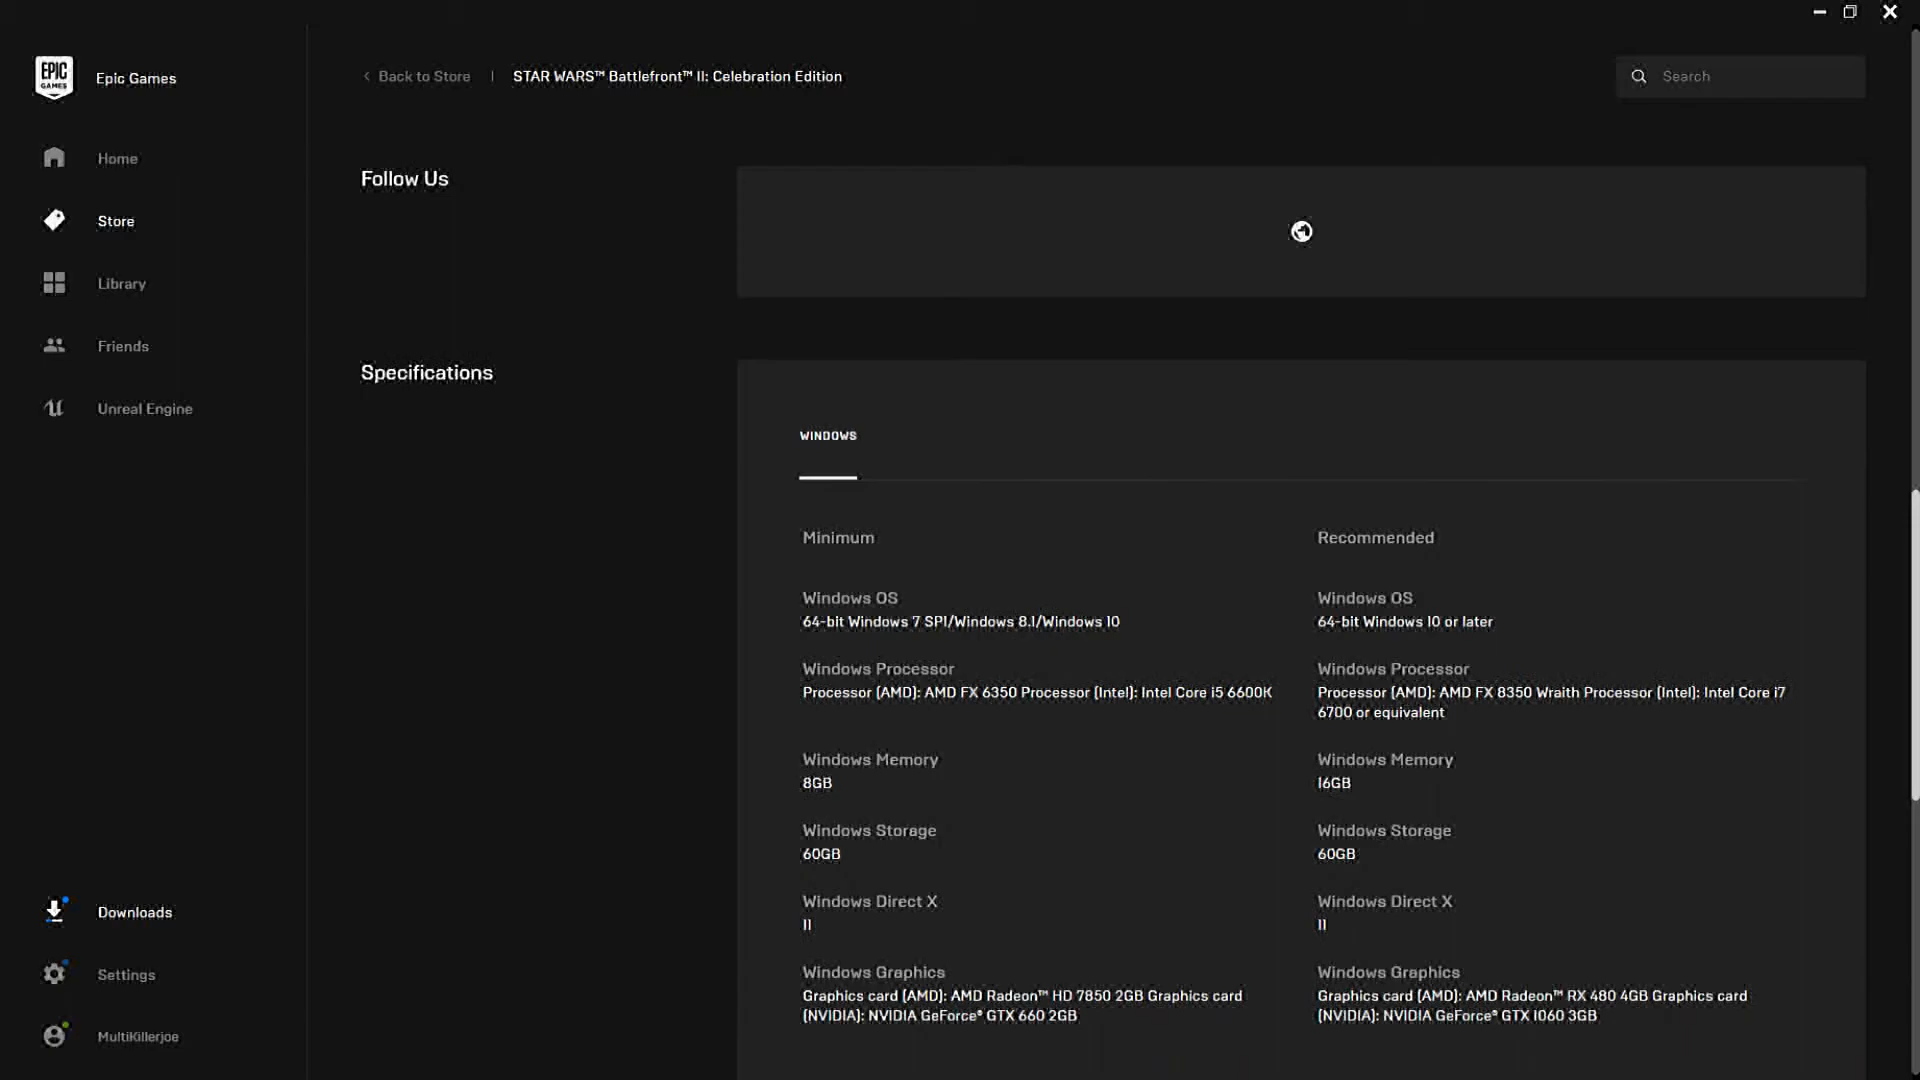 EPIC
GAMES
Epic Games
Back to Store | STAR WARS™ Battlefront™ II: Celebration Edition
Search
Home
Store
Library
Friends
Unreal Engine
Downloads
Settings
MultiKillerjoe
Follow Us
Specifications
WINDOWS
Minimum
Windows OS
64-bit Windows 7 SP1/Windows 8.1/Windows 10
Windows Processor
Processor (AMD): AMD FX 6350 Processor (Intel): Intel Core i5 6600K
Windows Memory
8GB
Windows Storage
60GB
Windows Direct X
11
Windows Graphics
Graphics card (AMD): AMD Radeon™ HD 7850 2GB Graphics card
(NVIDIA): NVIDIA GeForce® GTX 660 2GB
Recommended
Windows OS
64-bit Windows 10 or later
Windows Processor
Processor (AMD): AMD FX 8350 Wraith Processor (Intel): Intel Core i7
6700 or equivalent
Windows Memory
16GB
Windows Storage
60GB
Windows Direct X
11
Windows Graphics
Graphics card (AMD): AMD Radeon™ RX 480 4GB Graphics card
(NVIDIA): NVIDIA GeForce® GTX 1060 3GB